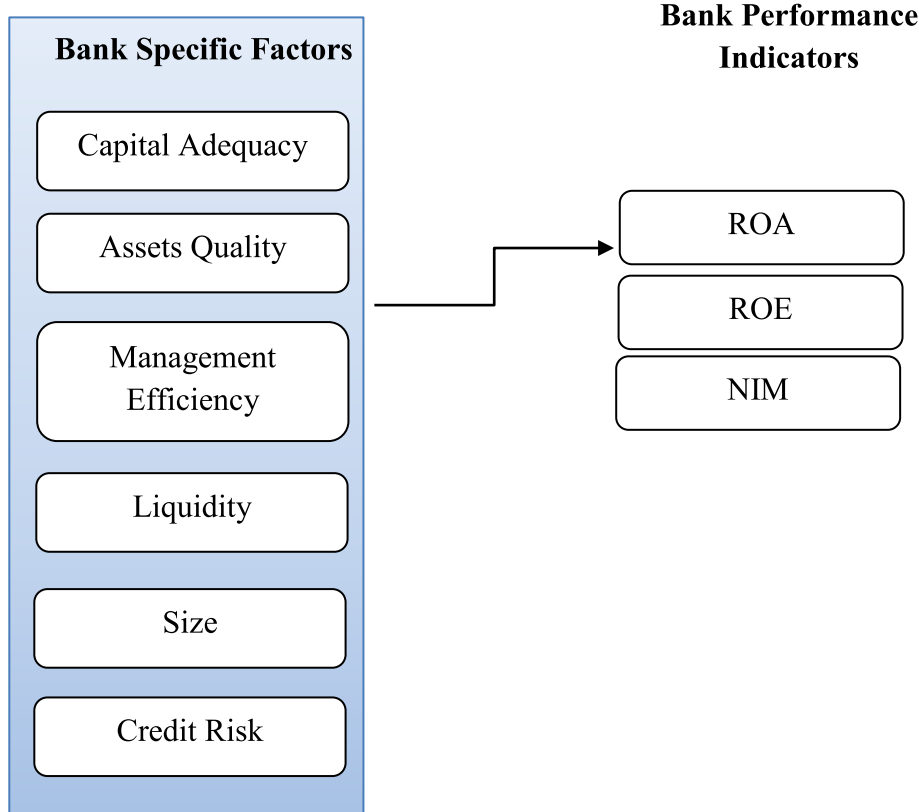 Bank Specific Factors
Capital Adequacy
Assets Quality
Management
Efficiency
Liquidity
Size
Credit Risk
Bank Performance
Indicators
ROA
ROE
NIM